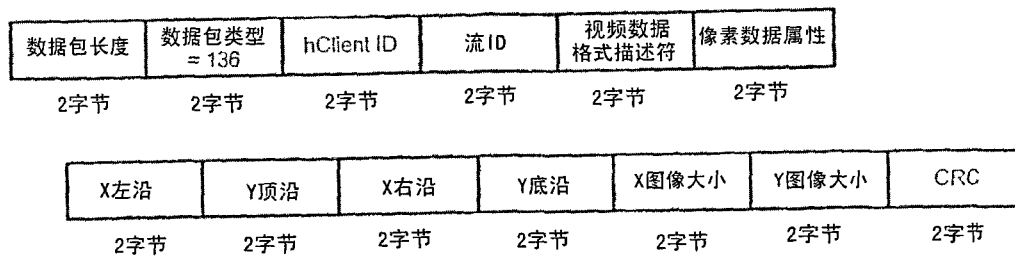 数据包长度
数据包类型
= 136
hClient ID
流ID
视频数据
格式描述符
像素数据属性
2字节
2字节
2字节
2字节
2字节
2字节
X左沿
Y顶沿
X右沿
Y底沿
X图像大小
Y图像大小
CRC
2字节
2字节
2字节
2字节
2字节
2字节
2字节